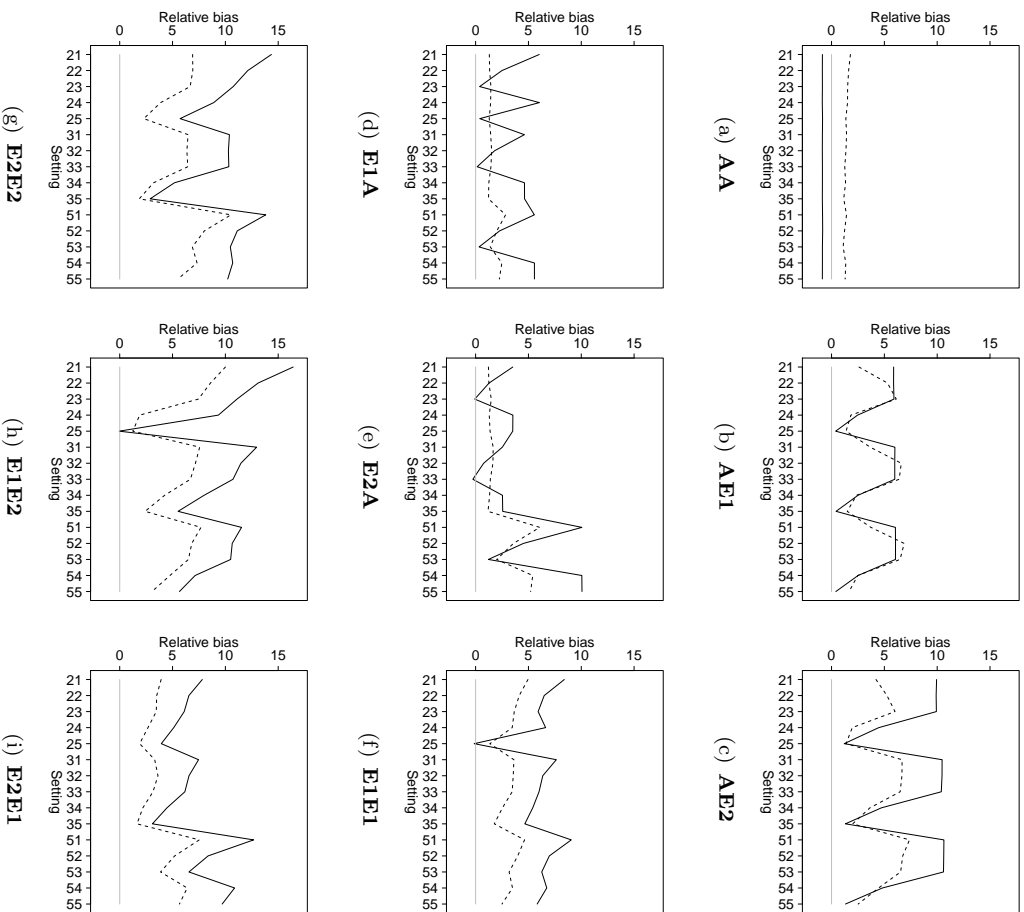 Relative bias
0 5 10 15
21 22 23 24 25 31 32 33 34 35 51 52 53 54 55
Setting
(a) AA
Relative bias
0 5 10 15
21 22 23 24 25 31 32 33 34 35 51 52 53 54 55
Setting
(b) AE1
Relative bias
0 5 10 15
21 22 23 24 25 31 32 33 34 35 51 52 53 54 55
Setting
(c) AE2
Relative bias
0 5 10 15
21 22 23 24 25 31 32 33 34 35 51 52 53 54 55
Setting
(d) E1A
Relative bias
0 5 10 15
21 22 23 24 25 31 32 33 34 35 51 52 53 54 55
Setting
(e) E2A
Relative bias
0 5 10 15
21 22 23 24 25 31 32 33 34 35 51 52 53 54 55
Setting
(f) E1E1
Relative bias
0 5 10 15
21 22 23 24 25 31 32 33 34 35 51 52 53 54 55
Setting
(g) E2E2
Relative bias
0 5 10 15
21 22 23 24 25 31 32 33 34 35 51 52 53 54 55
Setting
(h) E1E2
Relative bias
0 5 10 15
21 22 23 24 25 31 32 33 34 35 51 52 53 54 55
Setting
(i) E2E1